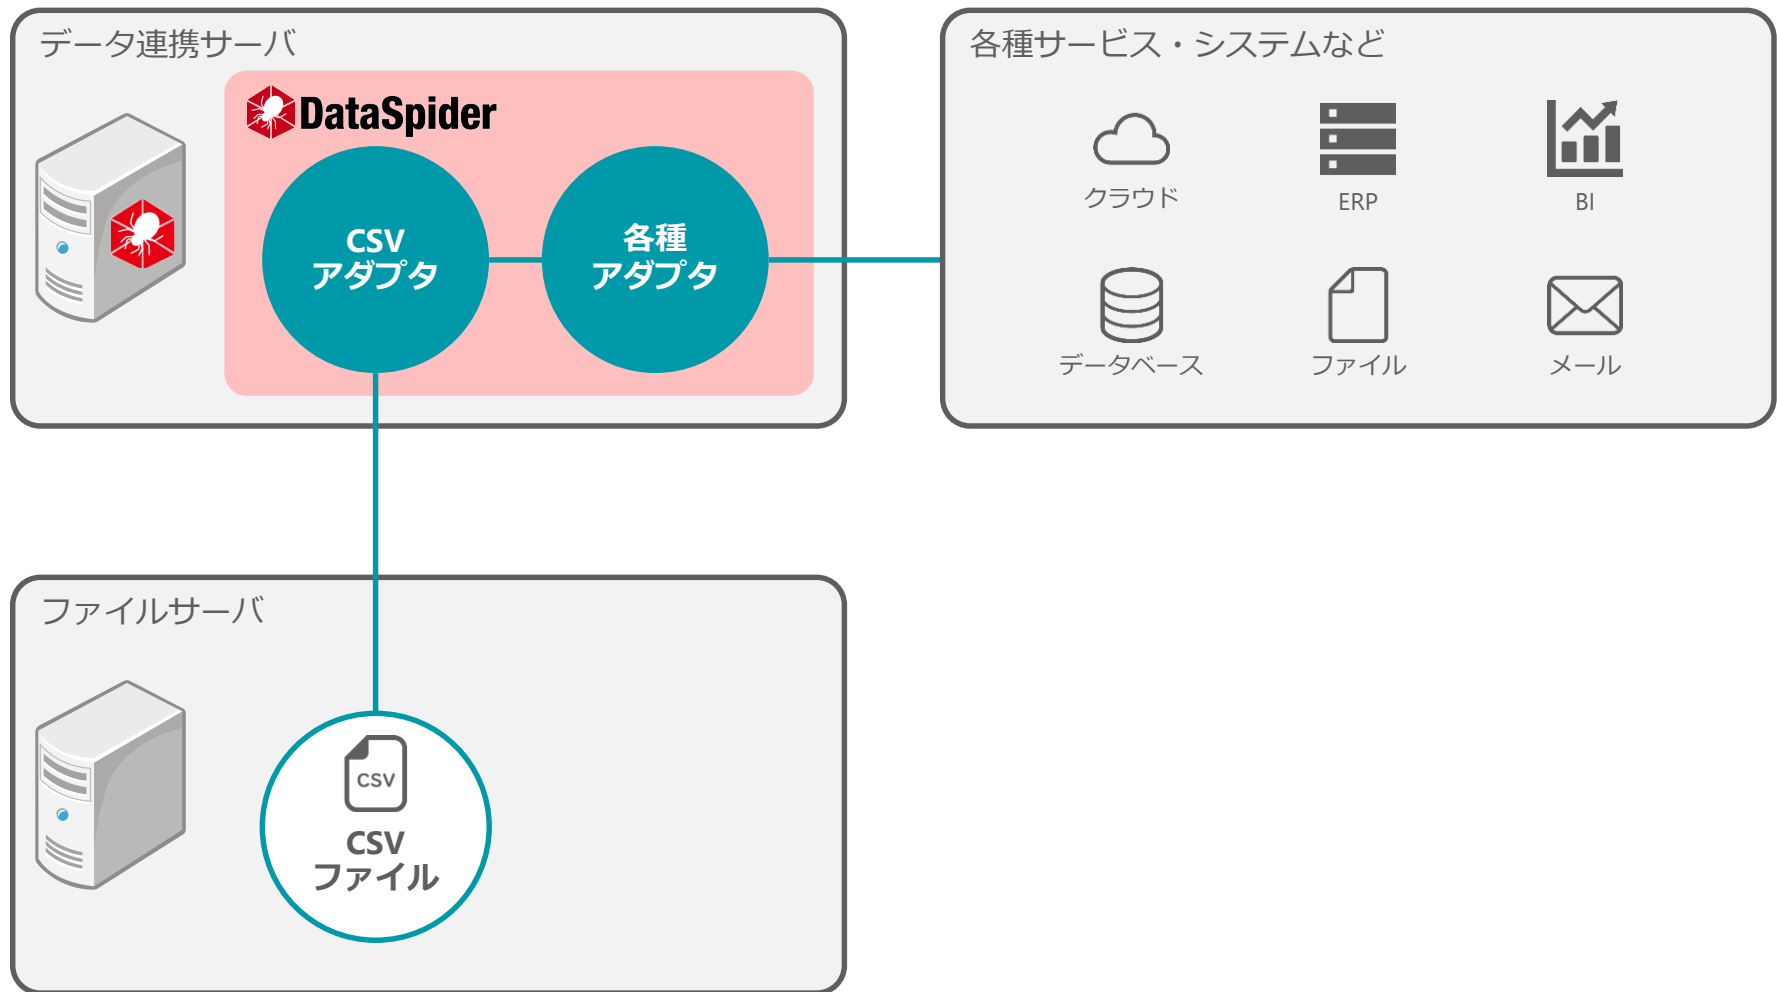 データ連携サーバ
DataSpider
CSV
アダプタ
各種
アダプタ
各種サービス・システムなど
クラウド
ERP
BI
データベース
ファイル
メール
ファイルサーバ
CSV
CSV
ファイル